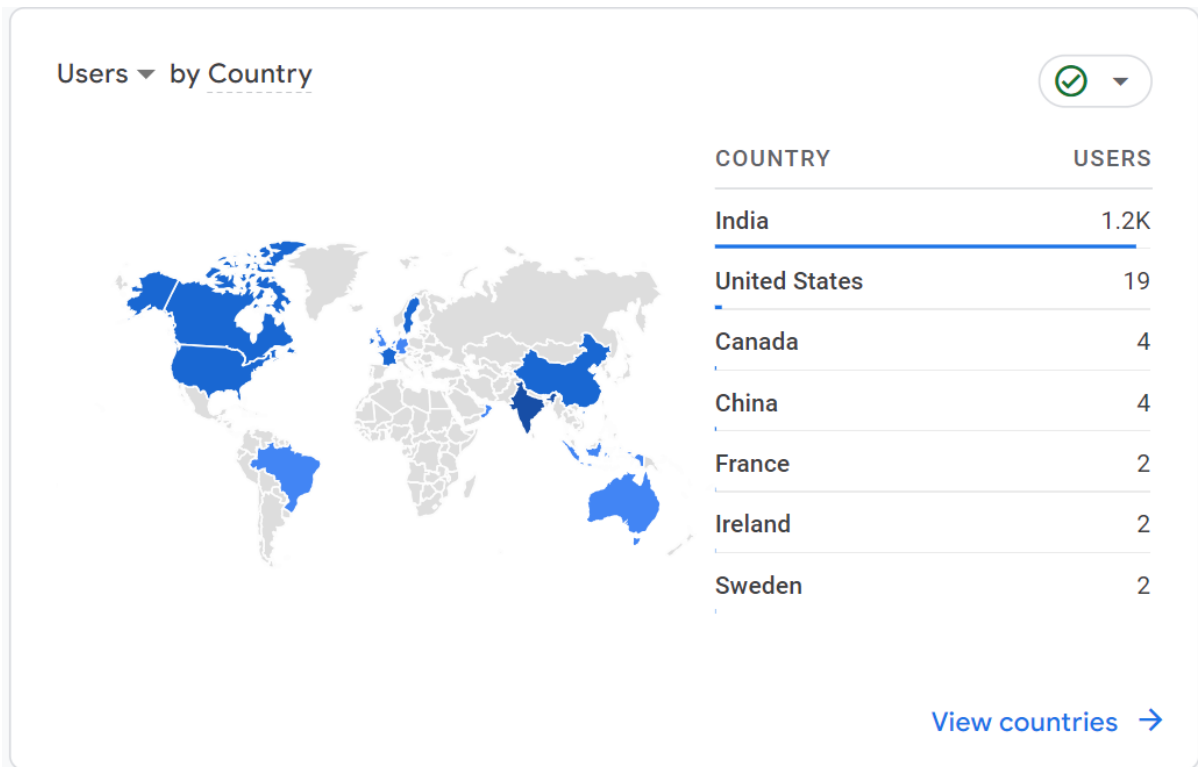 Users by Country
COUNTRY USERS
India 1.2K
United States 19
Canada 4
China 4
France 2
Ireland 2
Sweden 2
View countries